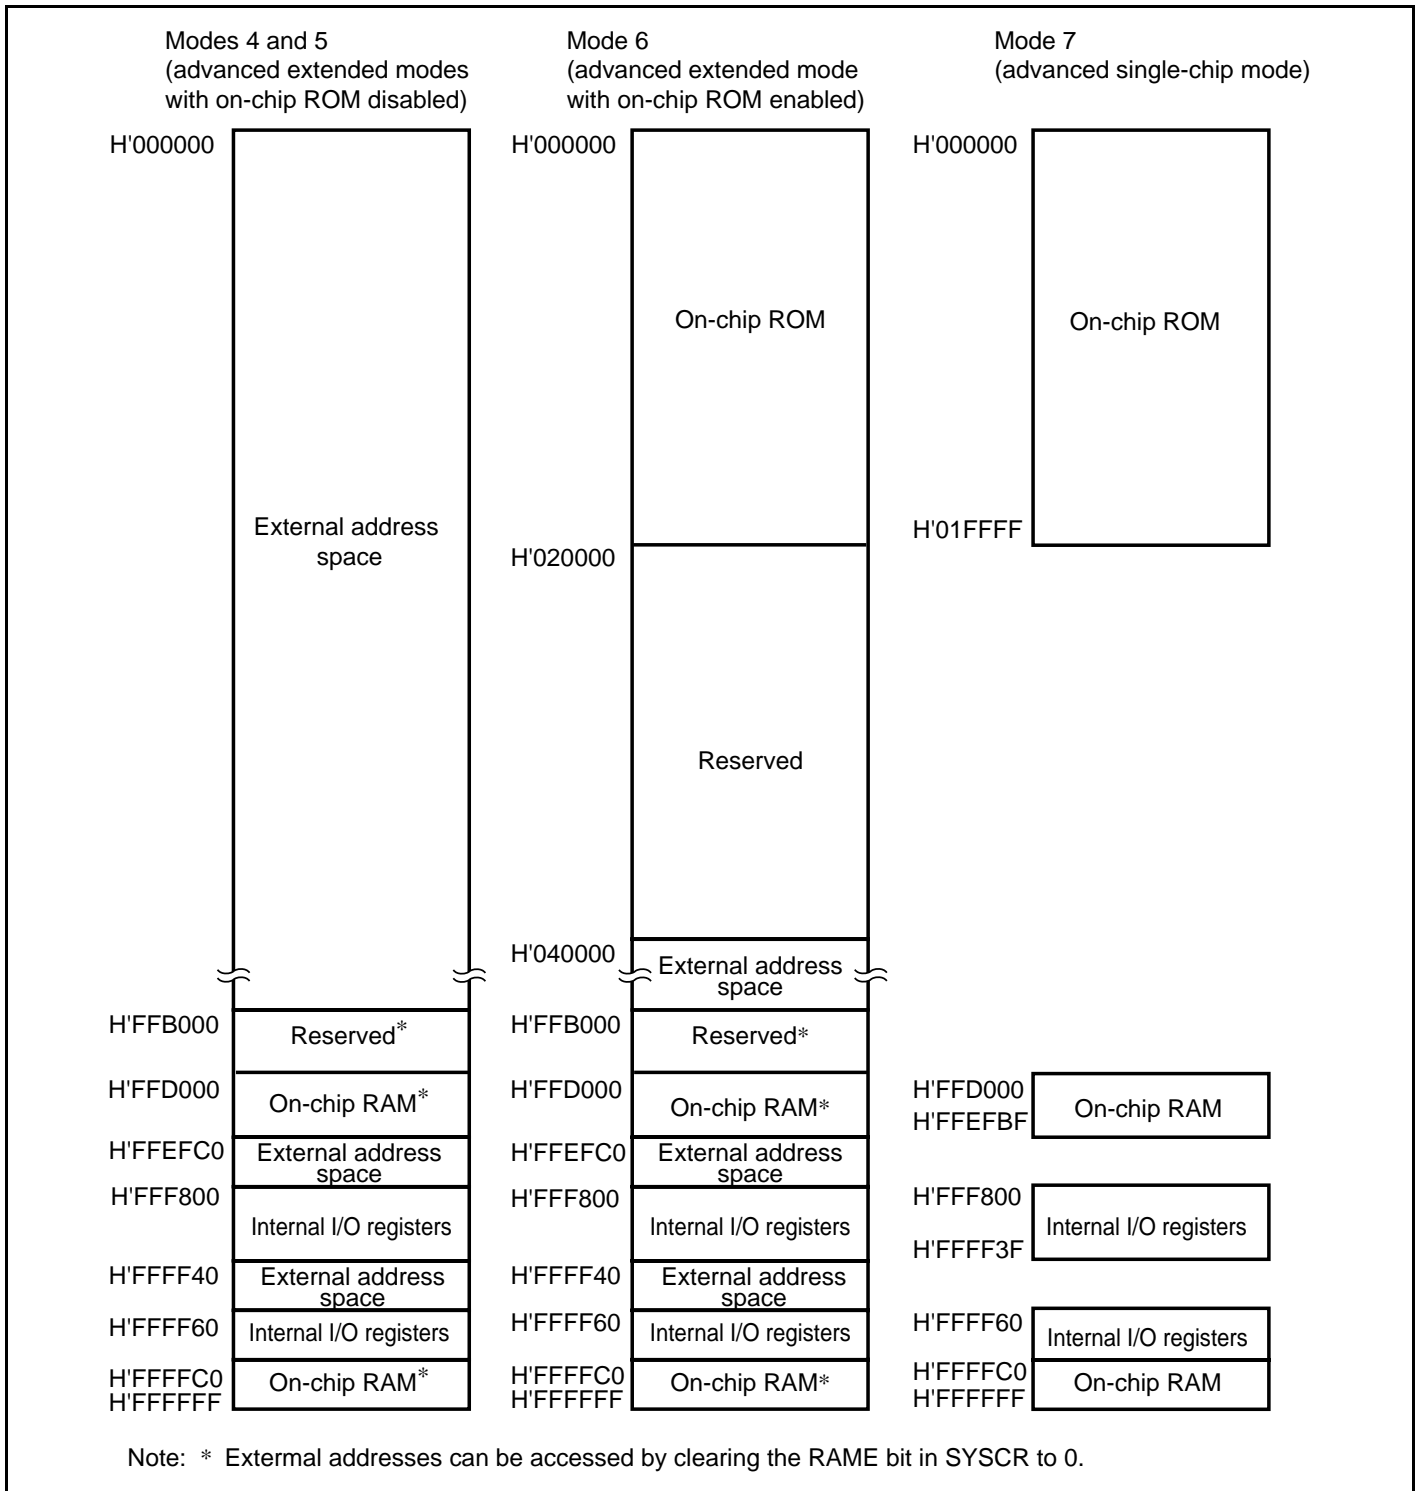 Modes 4 and 5
(advanced extended modes
with on-chip ROM disabled)
H'000000
External address
space
H'FFB000
Reserved*
H'FFD000
On-chip RAM*
H'FFEFC0
External address
space
H'FFF800
Internal I/O registers
H'FFFF40
External address
space
H'FFFF60
Internal I/O registers
H'FFFFC0
On-chip RAM*
H'FFFFFF
Mode 6
(advanced extended mode
with on-chip ROM enabled)
H'000000
On-chip ROM
H'020000
Reserved
H'040000
External address
space
H'FFB000
Reserved*
H'FFD000
On-chip RAM*
H'FFEFC0
External address
space
H'FFF800
Internal I/O registers
H'FFFF40
External address
space
H'FFFF60
Internal I/O registers
H'FFFFC0
On-chip RAM*
H'FFFFFF
Mode 7
(advanced single-chip mode)
H'000000
On-chip ROM
H'01FFFF
H'FFD000
On-chip RAM
H'FFEFBF
H'FFF800
Internal I/O registers
H'FFFF3F
H'FFFF60
Internal I/O registers
H'FFFFC0
On-chip RAM
H'FFFFFF
Note: * Extermal addresses can be accessed by clearing the RAME bit in SYSCR to 0.